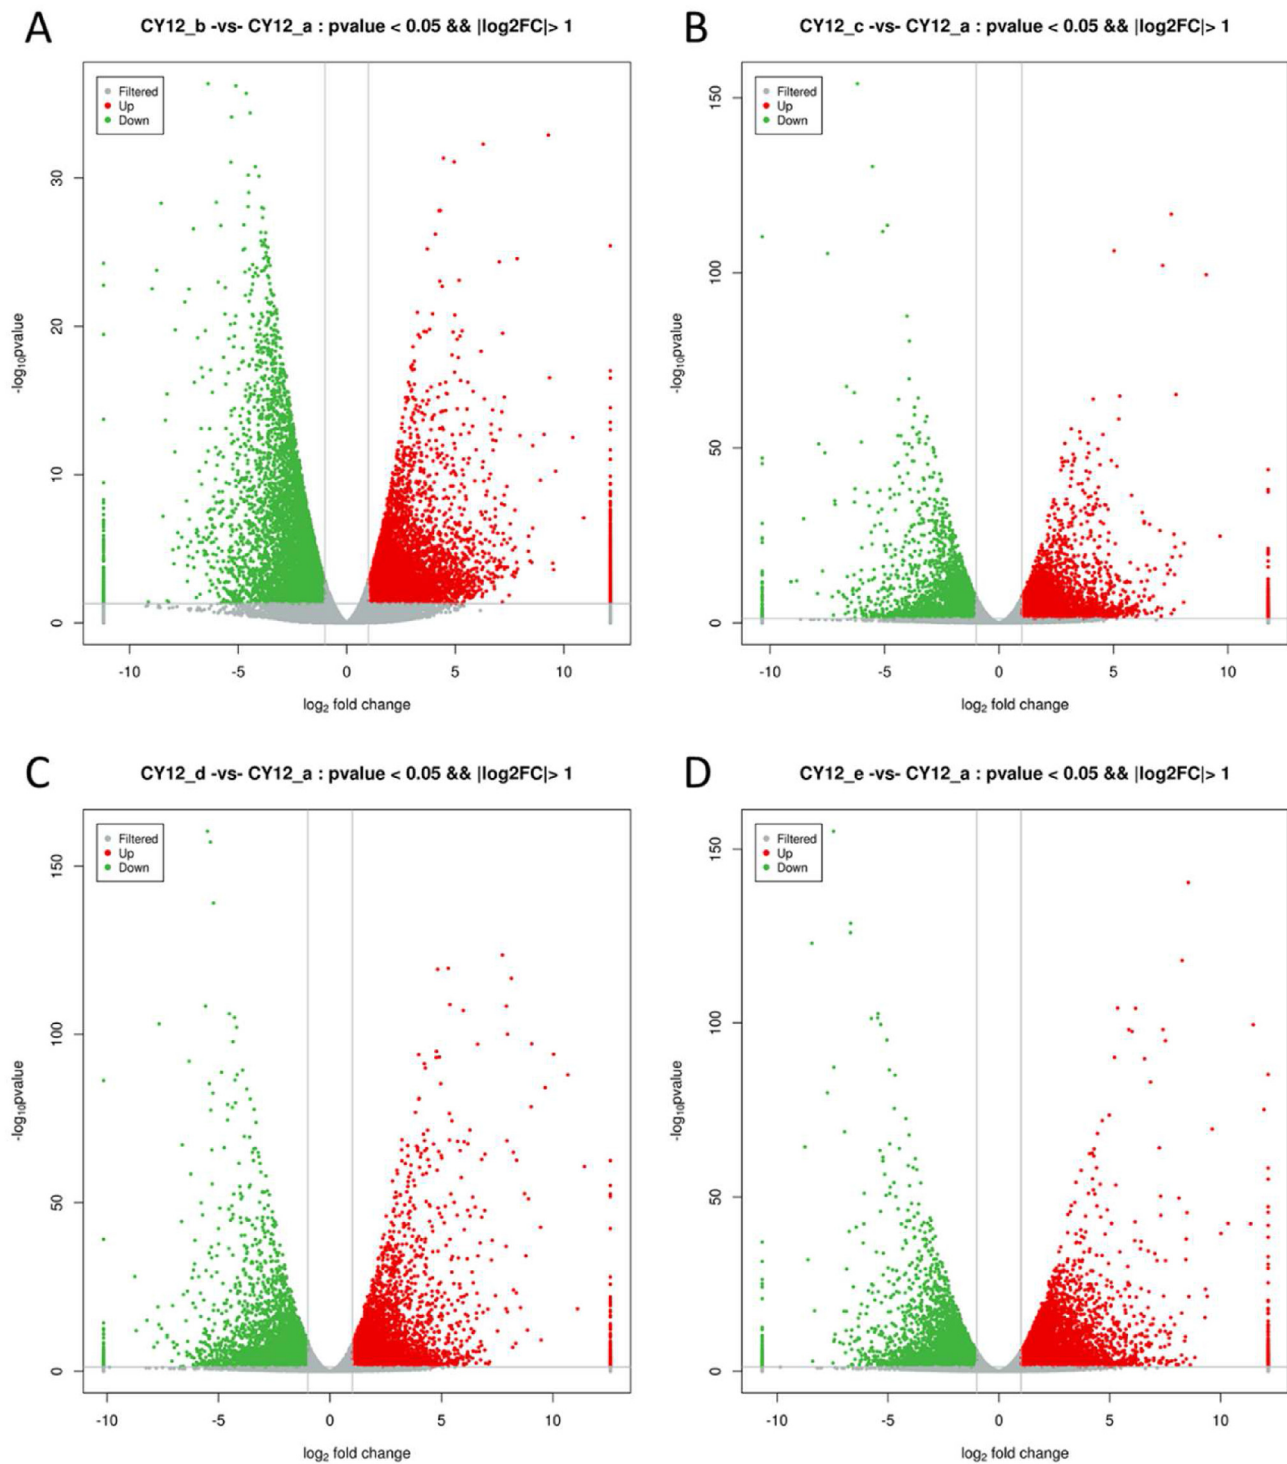 A
CY12_b -vs- CY12_a : pvalue < 0.05 && |log2FC|> 1
Filtered
Up
Down
30
20
10
0
-log10pvalue
-10 -5 0 5 10
log2 fold change
B
CY12_c -vs- CY12_a : pvalue < 0.05 && |log2FC|> 1
Filtered
Up
Down
150
100
50
0
-log10pvalue
-10 -5 0 5 10
log2 fold change
C
CY12_d -vs- CY12_a : pvalue < 0.05 && |log2FC|> 1
Filtered
Up
Down
150
100
50
0
-log10pvalue
-10 -5 0 5 10
log2 fold change
D
CY12_e -vs- CY12_a : pvalue < 0.05 && |log2FC|> 1
Filtered
Up
Down
150
100
50
0
-log10pvalue
-10 -5 0 5 10
log2 fold change